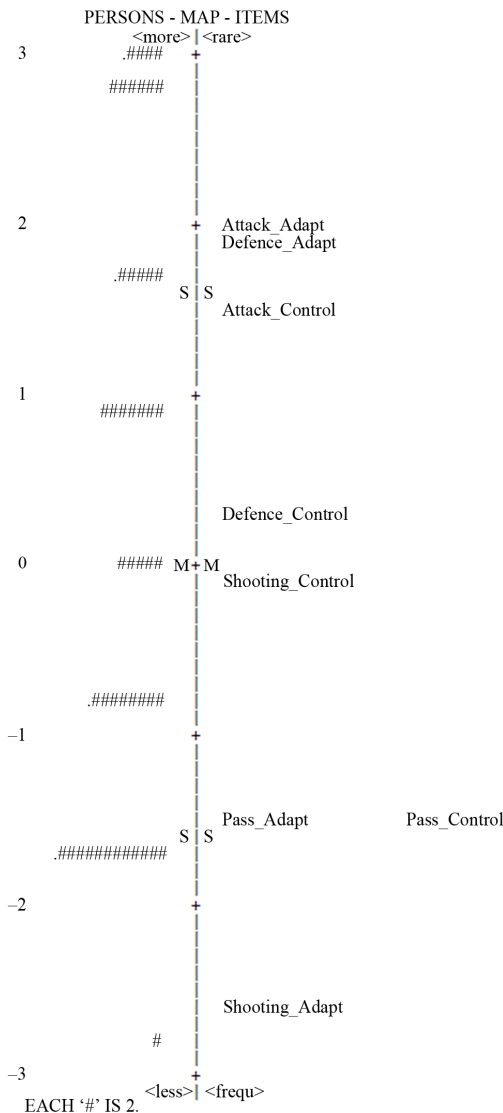 PERSONS - MAP - ITEMS
<more>|<rare>
3 .#### +
###### |
2 + Attack_Adapt
| Defence_Adapt
.##### |
S|S
| Attack_Control
1 +
####### |
| Defence_Control
0 ##### M+M
| Shooting_Control
.######## |
–1 +
| Pass_Adapt Pass_Control
S|S
.############ |
–2 +
| Shooting_Adapt
# |
–3 +
<less>|<frequ>
EACH ‘#’ IS 2.